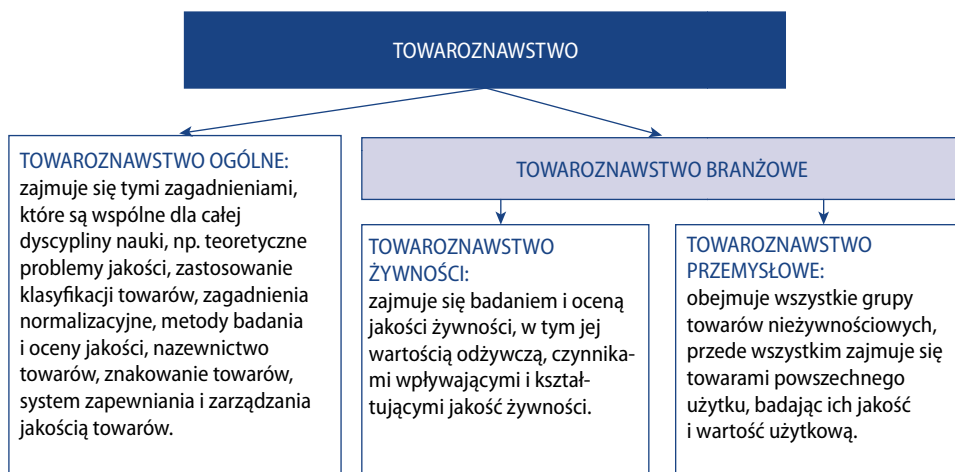 TOWAROZNAWSTWO
TOWAROZNAWSTWO OGÓLNE:
zajmuje się tymi zagadnieniami,
które są wspólne dla całej
dyscypliny nauki, np. teoretyczne
problemy jakości, zastosowanie
klasyfikacji towarów, zagadnienia
normalizacyjne, metody badania
i oceny jakości, nazewnictwo
towarów, znakowanie towarów,
system zapewniania i zarządzania
jakością towarów.
TOWAROZNAWSTWO BRANŻOWE
TOWAROZNAWSTWO
ŻYWNOŚCI:
zajmuje się badaniem i oceną
jakości żywności, w tym jej
wartością odżywczą, czynnika-
mi wpływającymi i kształ-
tującymi jakość żywności.
TOWAROZNAWSTWO
PRZEMYSŁOWE:
obejmuje wszystkie grupy
towarów nieżywnościowych,
przede wszystkim zajmuje się
towarami powszechnego
użytku, badając ich jakość
i wartość użytkową.